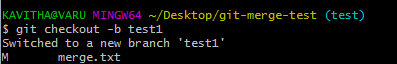 KAVITHA@VARU MINGW64 ~/Desktop/git-merge-test (test)
$ git checkout -b test1
Switched to a new branch 'test1'
M       merge.txt